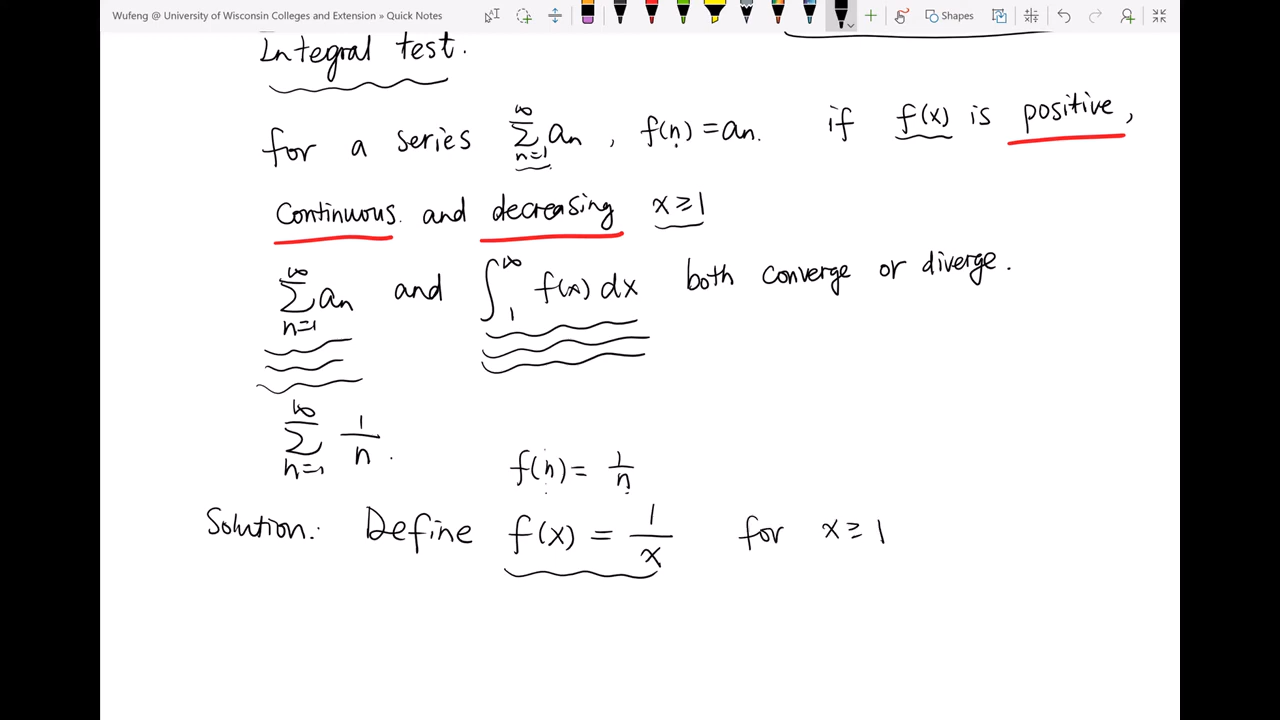 Wufeng @ University of Wisconsin Colleges and Extension » Quick Notes
Shapes
Integral test.
for a series ∑_{n=1}^{∞} aₙ , f(n) = aₙ. if f(x) is positive,
Continuous. and decreasing x ≥ 1
∑_{n=1}^{∞} aₙ and ∫_{1}^{∞} f(x) dx both converge or diverge.
∑_{n=1}^{∞} 1/n .
f(n) = 1/n
Solution: Define f(x) = 1/x for x ≥ 1